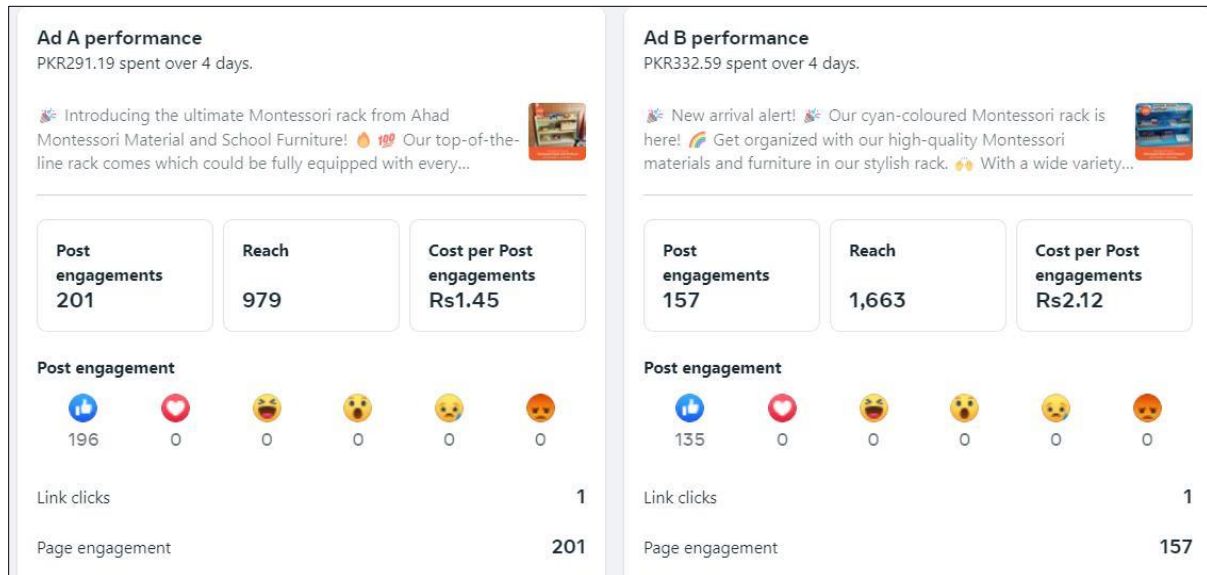 Ad A performance
PKR291.19 spent over 4 days.
🎉 Introducing the ultimate Montessori rack from Ahad
Montessori Material and School Furniture! 🔥 💯 Our top-of-the-
line rack comes which could be fully equipped with every...
Post
engagements
201
Reach
979
Cost per Post
engagements
Rs1.45
Post engagement
196
0
0
0
0
0
Link clicks
1
Page engagement
201
Ad B performance
PKR332.59 spent over 4 days.
🎉 New arrival alert! 🎉 Our cyan-coloured Montessori rack is
here! 🌈 Get organized with our high-quality Montessori
materials and furniture in our stylish rack. 🙌 With a wide variety...
Post
engagements
157
Reach
1,663
Cost per Post
engagements
Rs2.12
Post engagement
135
0
0
0
0
0
Link clicks
1
Page engagement
157